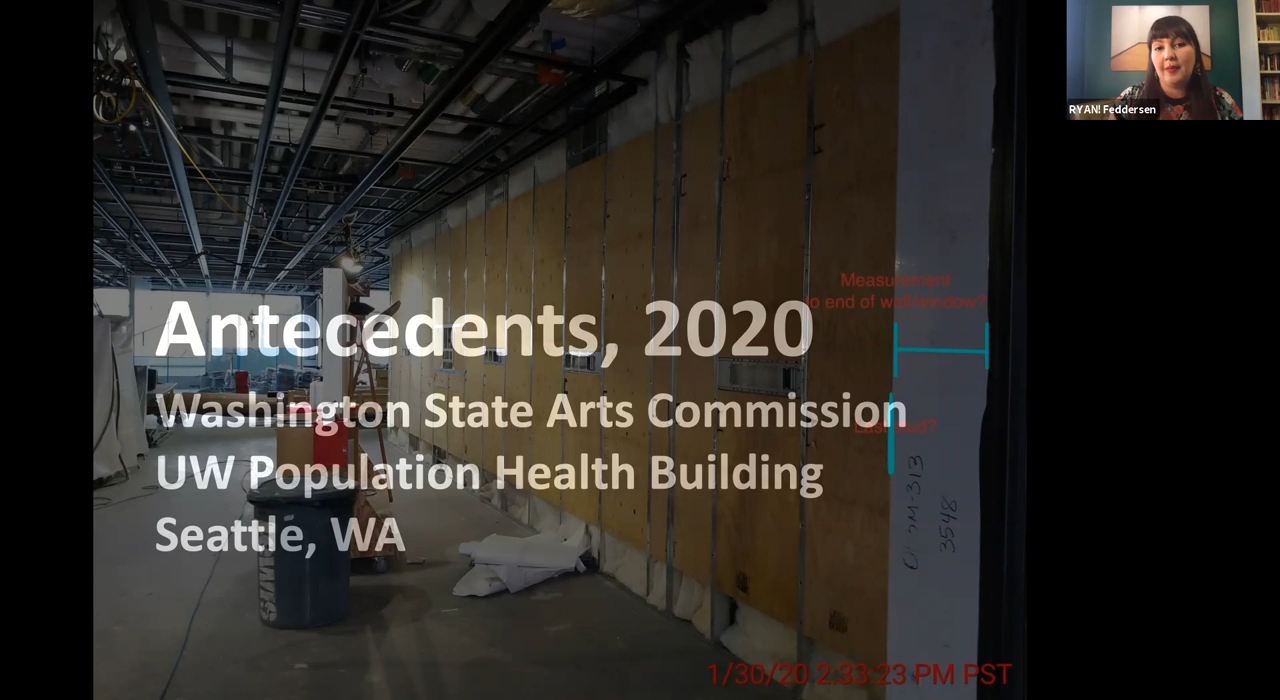 RYAN! Feddersen
Measurement
to end of wall/window?
Antecedents, 2020
Washington State Arts Commission
Last stud?
UW Population Health Building
3548
Seattle, WA
1/30/20 2:33:23 PM PST